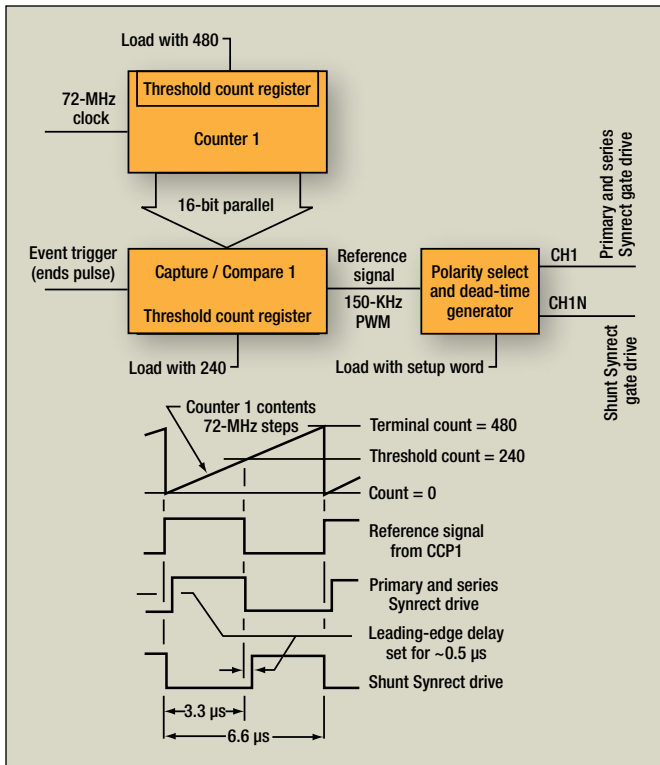 Load with 480
Threshold count register
72-MHz
clock
Counter 1
16-bit parallel
Event trigger
(ends pulse)
Capture / Compare 1
Threshold count register
Reference
signal
150-KHz
PWM
Polarity select
and dead-time
generator
CH1
CH1N
Primary and series
Synrect gate drive
Shunt Synrect
gate drive
Load with 240
Load with setup word
Counter 1 contents
72-MHz steps
Terminal count = 480
Threshold count = 240
Count = 0
Reference signal
from CCP1
Primary and series
Synrect drive
Leading-edge delay
set for ~0.5 µs
Shunt Synrect drive
3.3 µs
6.6 µs